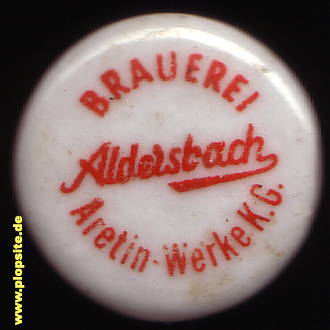 BRAUEREI
Aldersbach
Aretin-Werke K.G.
www.plopsite.de